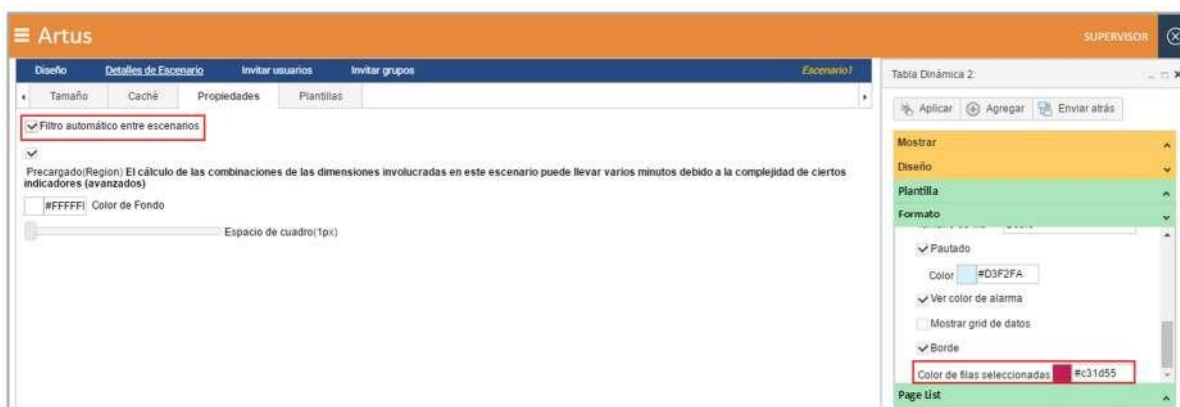 Artus
SUPERVISOR
Diseño Detalles de Escenario Invitar usuarios Invitar grupos Escenario1
Tamaño Caché Propiedades Plantillas
Filtro automático entre escenarios
Precargado(Region) El cálculo de las combinaciones de las dimensiones involucradas en este escenario puede llevar varios minutos debido a la complejidad de ciertos
indicadores (avanzados)
#FFFFFF Color de Fondo
Espacio de cuadro(1px)
Tabla Dinámica 2:
Aplicar Agregar Enviar atrás
Mostrar
Diseño
Plantilla
Formato
Pautado
Color #D3F2FA
Ver color de alarma
Mostrar grid de datos
Borde
Color de filas seleccionadas #c31d55
Page List